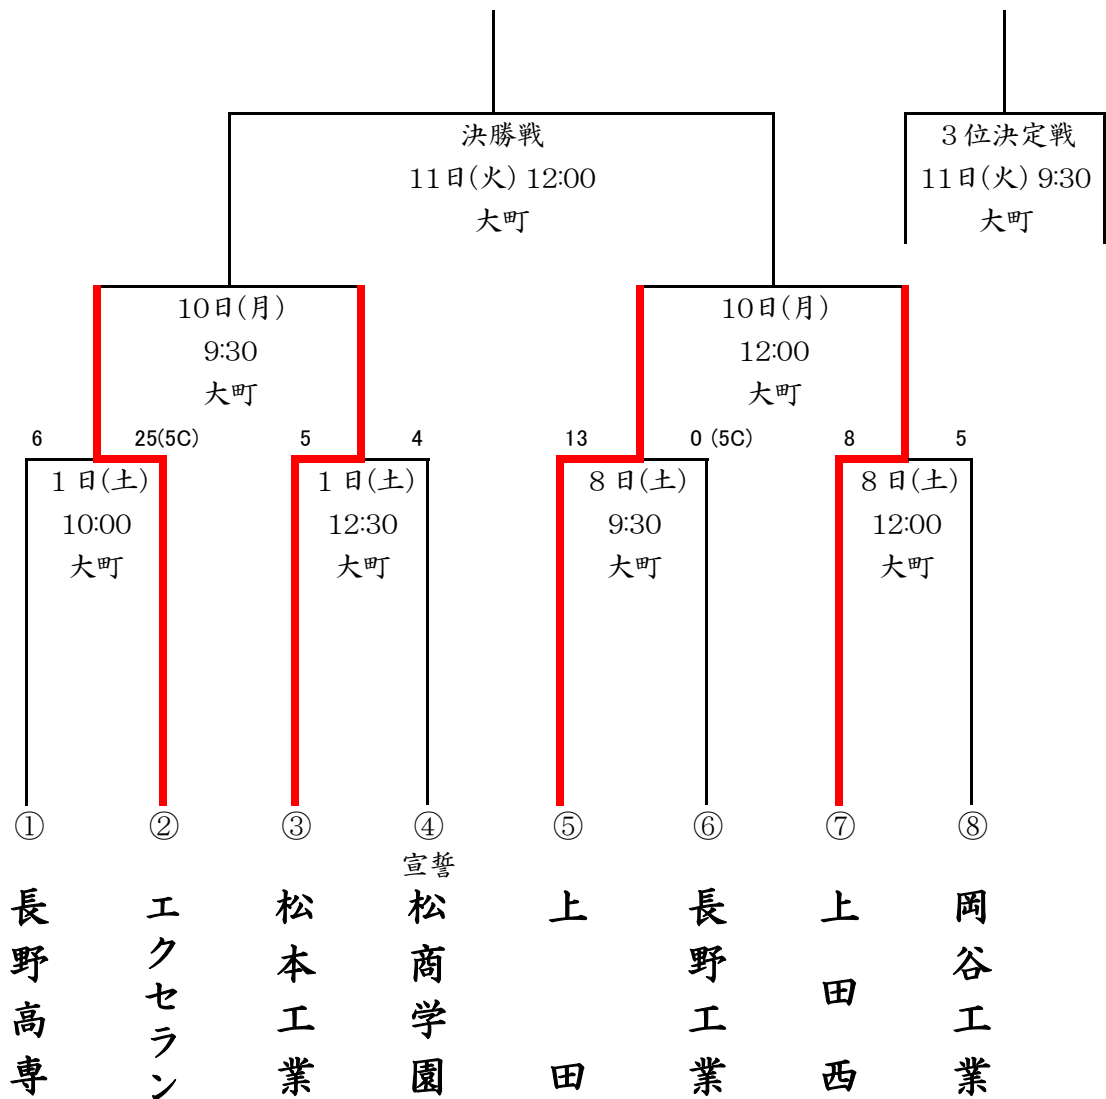 決勝戦
11日(火) 12:00
大町
3位決定戦
11日(火) 9:30
大町
10日(月)
9:30
大町
10日(月)
12:00
大町
6
25(5C)
5
4
13
0 (5C)
8
5
1日(土)
10:00
大町
1日(土)
12:30
大町
8日(土)
9:30
大町
8日(土)
12:00
大町
①
②
③
④
⑤
⑥
⑦
⑧
宣誓
長野高専
エクセラン
松本工業
松商学園
上田
長野工業
上田西
岡谷工業